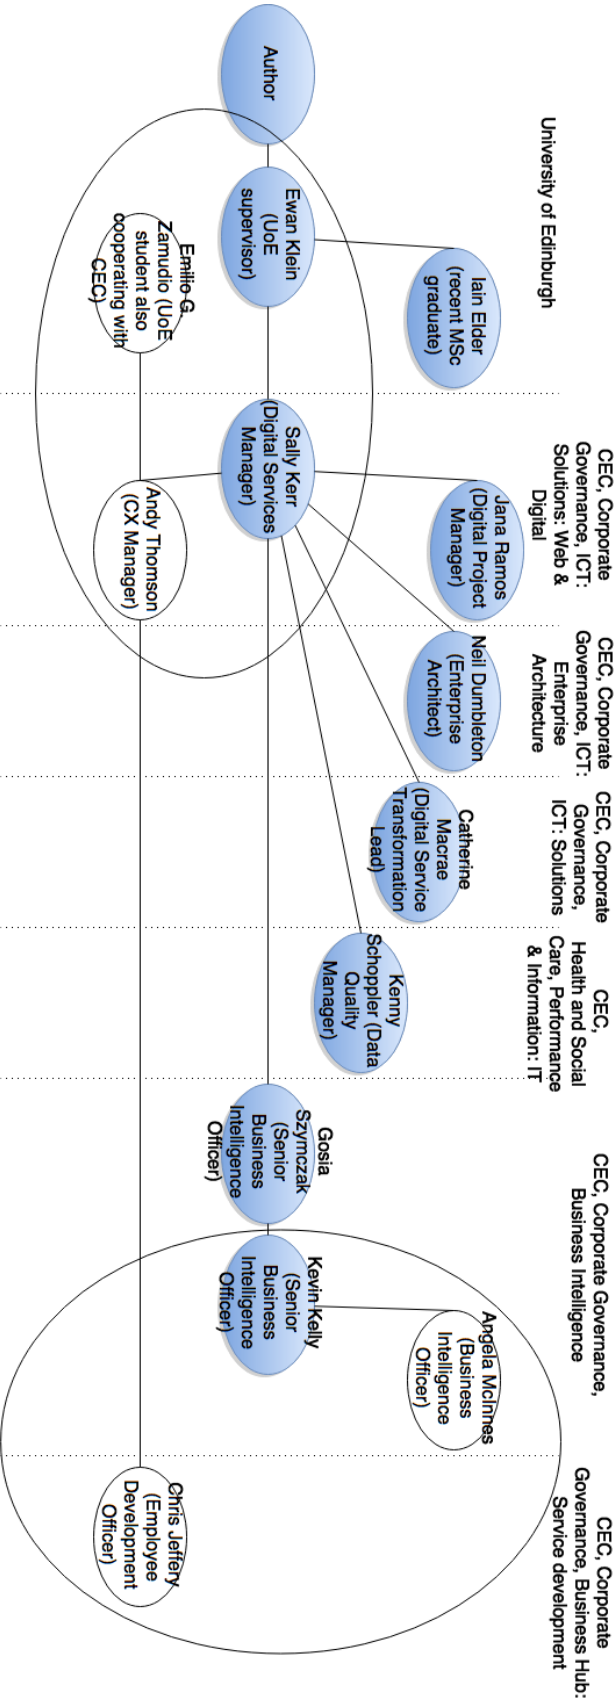 University of Edinburgh
CEC, Corporate
Governance, ICT:
Solutions: Web &
Digital
CEC, Corporate
Governance, ICT:
Enterprise
Architecture
CEC, Corporate
Governance,
ICT: Solutions
CEC,
Health and Social
Care, Performance
& Information: IT
CEC, Corporate Governance,
Business Intelligence
CEC, Corporate
Governance, Business Hub:
Service development
Iain Elder
(recent MSc
graduate)
Jana Ramos
(Digital Project
Manager)
Neil Dumbleton
(Enterprise
Architect)
Catherine
Macrae
(Digital Service
Transformation
Lead)
Kenny
Schoppler (Data
Quality
Manager)
Angela McInnes
(Business
Intelligence
Officer)
Author
Ewan Klein
(UoE
supervisor)
Sally Kerr
(Digital Services
Manager)
Gosia
Szymczak
(Senior
Business
Intelligence
Officer)
Kevin Kelly
(Senior
Business
Intelligence
Officer)
Emilio G.
Zamudio (UoE
student also
cooperating with
CEC)
Andy Thomson
(CX Manager)
Chris Jeffery
(Employee
Development
Officer)